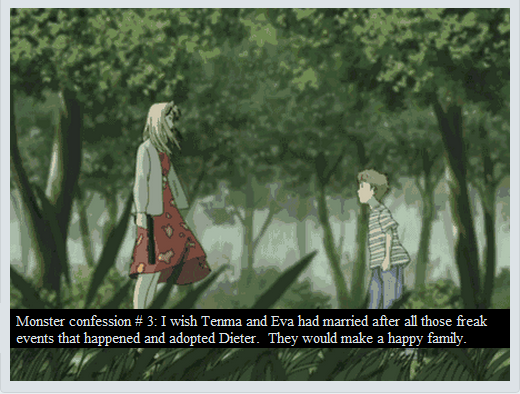 Monster confession # 3: I wish Tenma and Eva had married after all those freak
events that happened and adopted Dieter.  They would make a happy family.